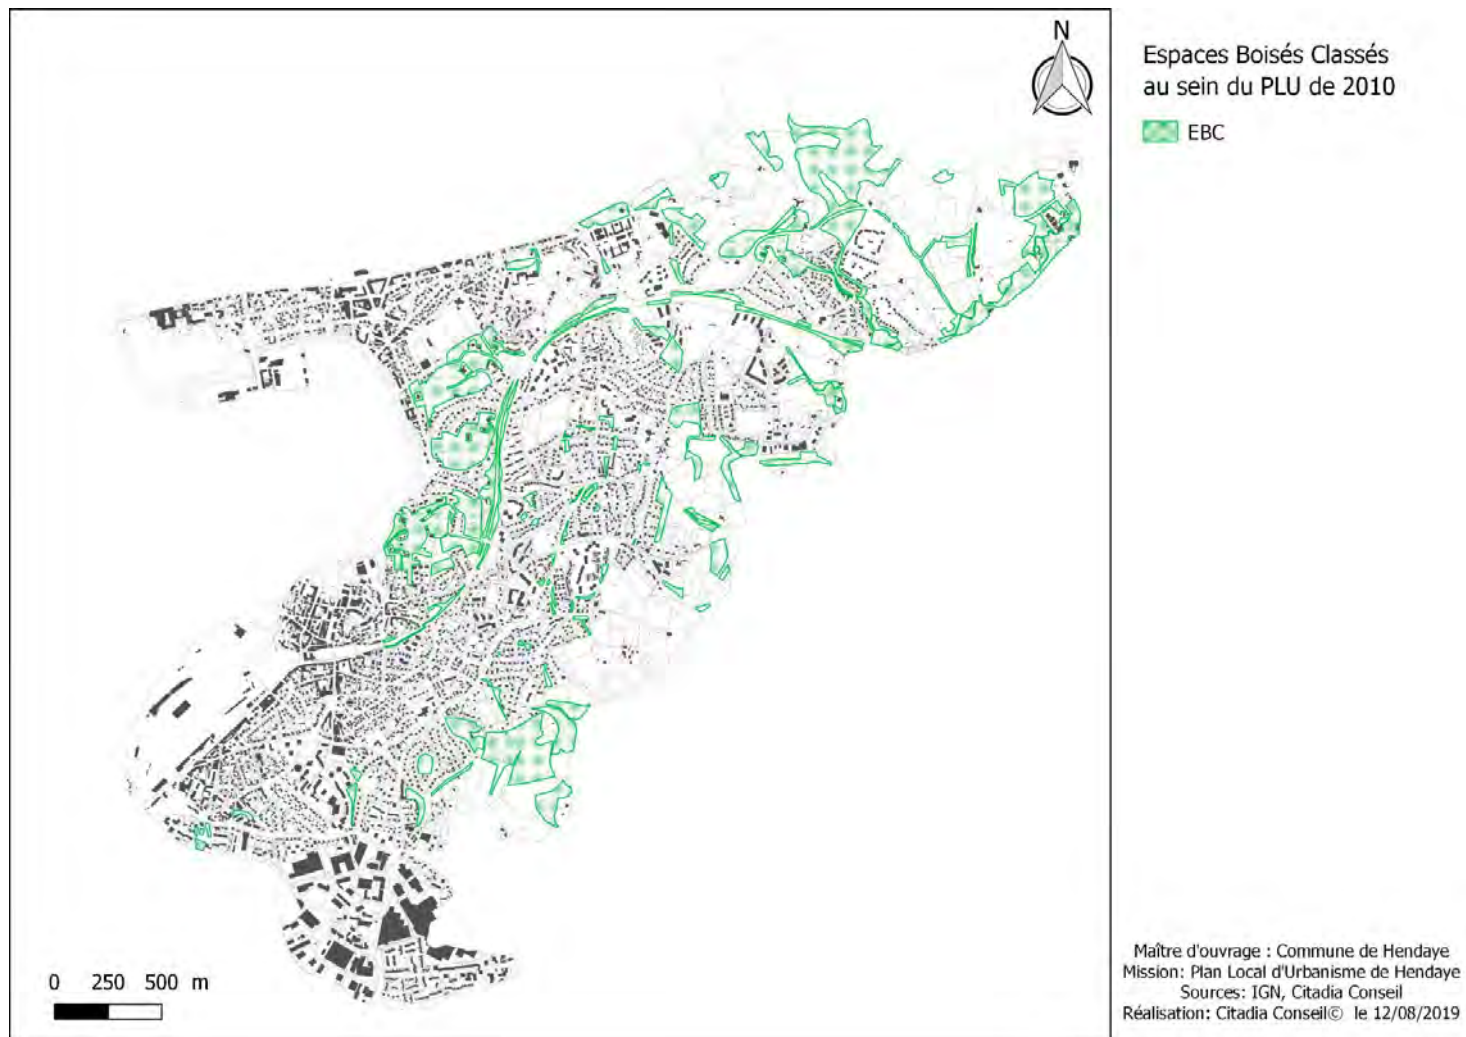 N
Espaces Boisés Classés
au sein du PLU de 2010
EBC
0 250 500 m
Maître d'ouvrage : Commune de Hendaye
Mission: Plan Local d'Urbanisme de Hendaye
Sources: IGN, Citadia Conseil
Réalisation: Citadia Conseil© le 12/08/2019